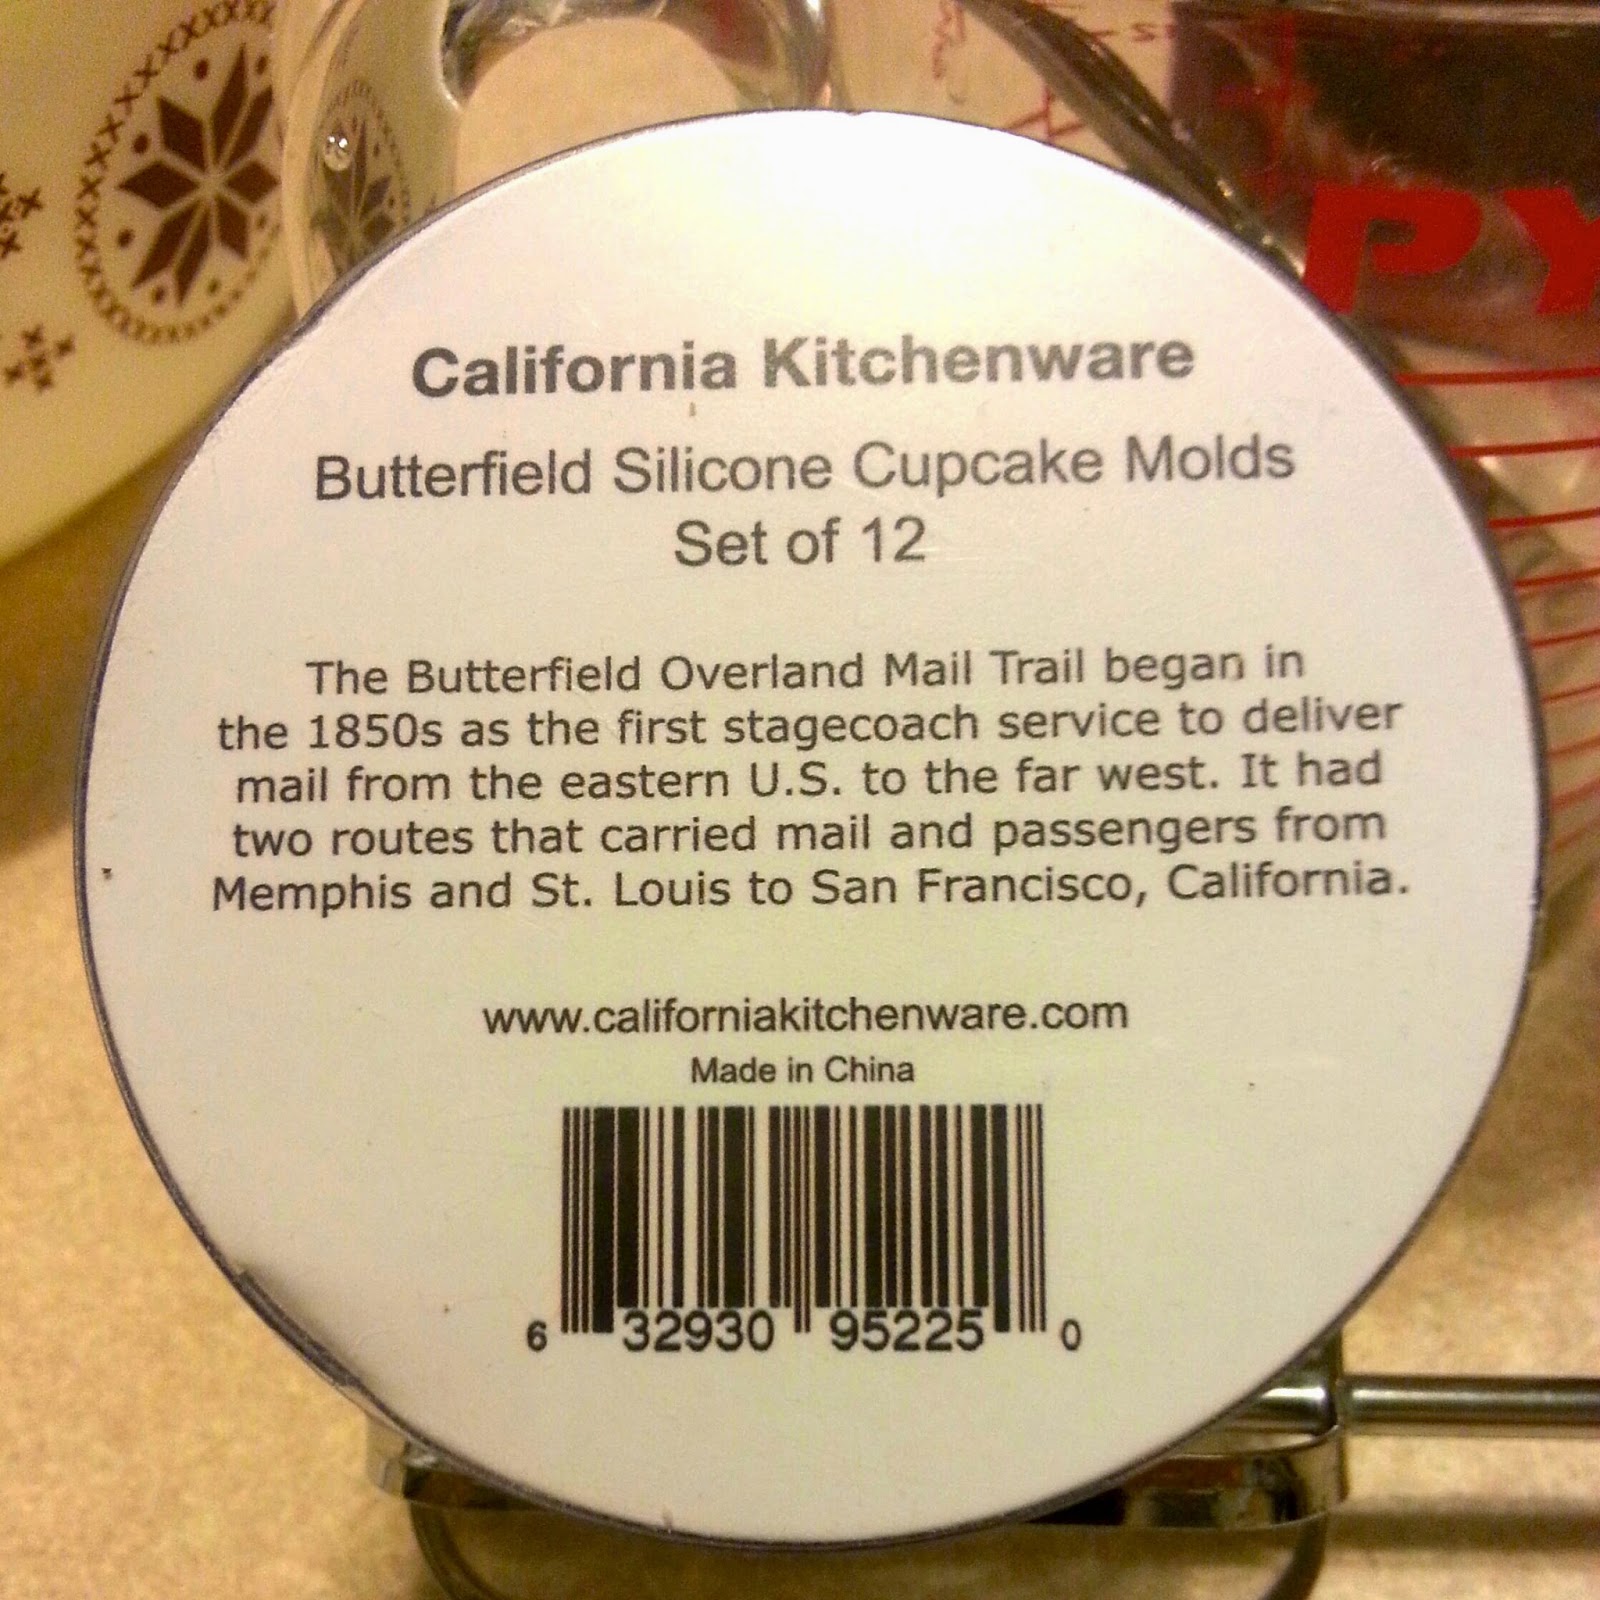 PY
California Kitchenware
Butterfield Silicone Cupcake Molds
Set of 12
The Butterfield Overland Mail Trail began in
the 1850s as the first stagecoach service to deliver
mail from the eastern U.S. to the far west. It had
two routes that carried mail and passengers from
Memphis and St. Louis to San Francisco, California.
www.californiakitchenware.com
Made in China
6 32930 95225 0